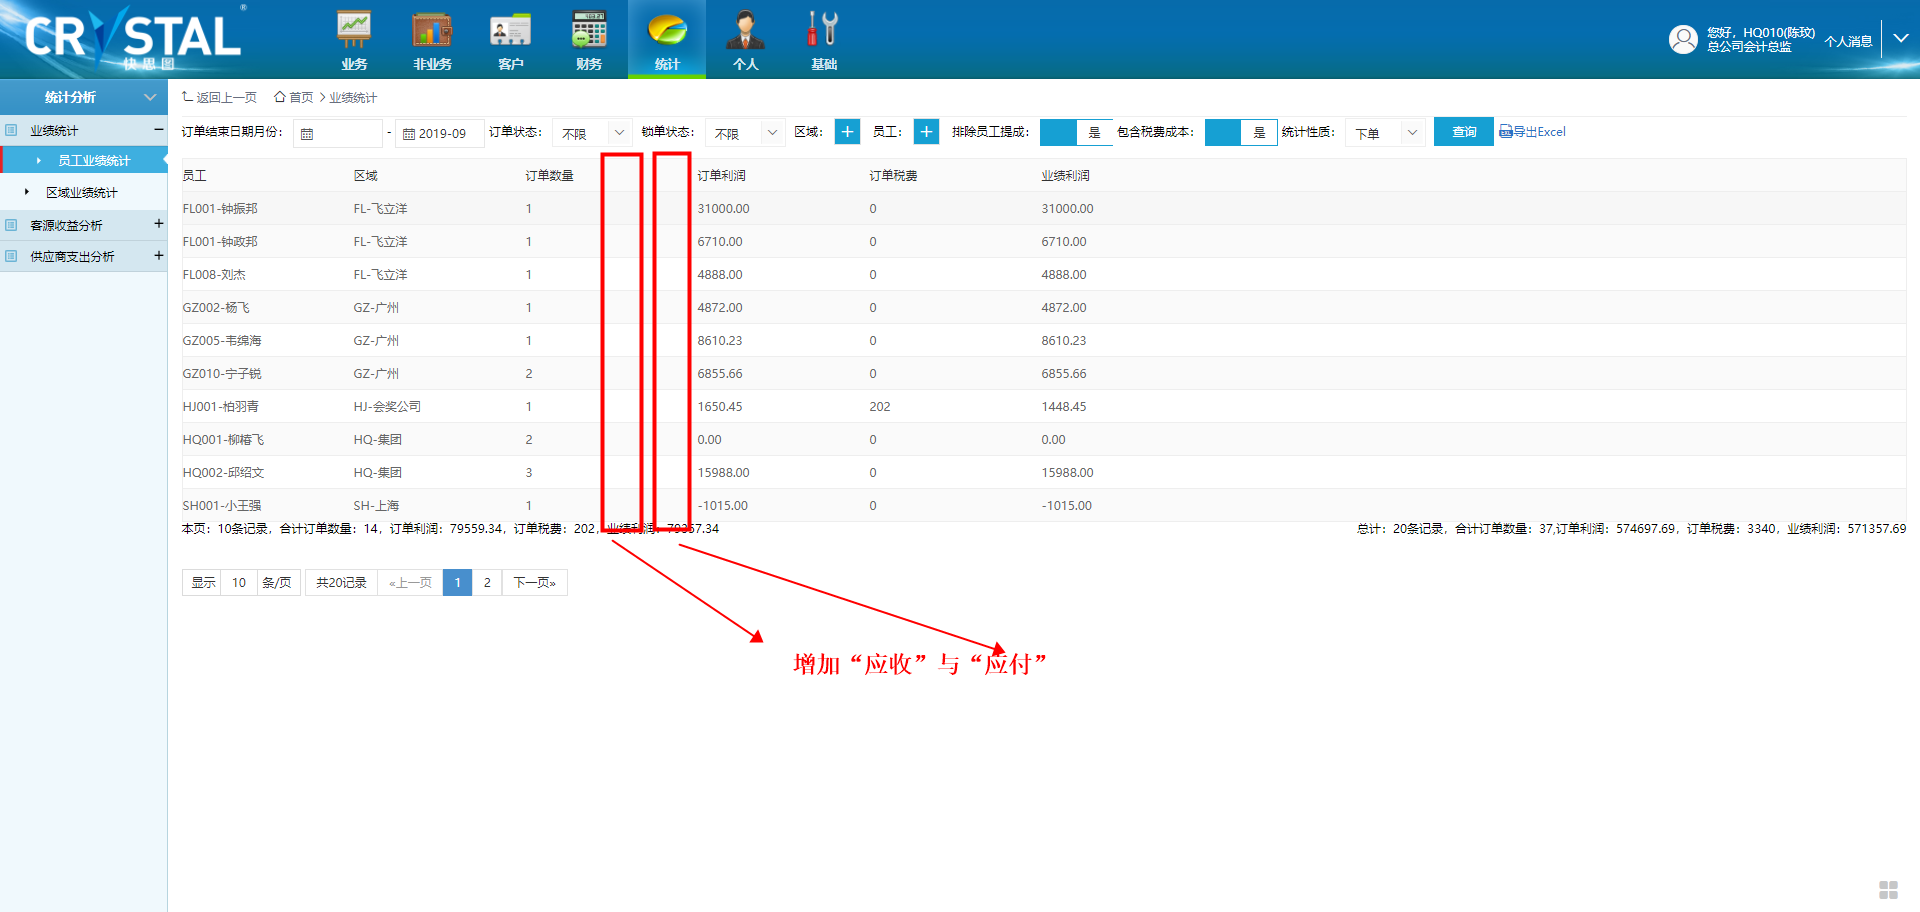 CRYSTAL ®
快思图
业务 非业务 客户 财务 统计 个人 基础
您好，HQ010(陈玟)
总公司会计总监
个人消息
统计分析
返回上一页 首页 > 业绩统计
业绩统计
员工业绩统计
区域业绩统计
客源收益分析
供应商支出分析
订单结束日期月份： - 2019-09 订单状态： 不限 锁单状态： 不限 区域： + 员工： + 排除员工提成： 是 包含税费成本： 是 统计性质： 下单 查询 导出Excel
员工 区域 订单数量 订单利润 订单税费 业绩利润
FL001-钟振邦 FL-飞立洋 1 31000.00 0 31000.00
FL001-钟政邦 FL-飞立洋 1 6710.00 0 6710.00
FL008-刘杰 FL-飞立洋 1 4888.00 0 4888.00
GZ002-杨飞 GZ-广州 1 4872.00 0 4872.00
GZ005-韦绵海 GZ-广州 1 8610.23 0 8610.23
GZ010-宁子锐 GZ-广州 2 6855.66 0 6855.66
HJ001-柏羽青 HJ-会奖公司 1 1650.45 202 1448.45
HQ001-柳椿飞 HQ-集团 2 0.00 0 0.00
HQ002-邱绍文 HQ-集团 3 15988.00 0 15988.00
SH001-小王强 SH-上海 1 -1015.00 0 -1015.00
本页：10条记录，合计订单数量：14，订单利润：79559.34，订单税费：202，业绩利润：79357.34
总计：20条记录，合计订单数量：37,订单利润：574697.69，订单税费：3340，业绩利润：571357.69
显示 10 条/页 共20记录 «上一页 1 2 下一页»
增加“应收”与“应付”